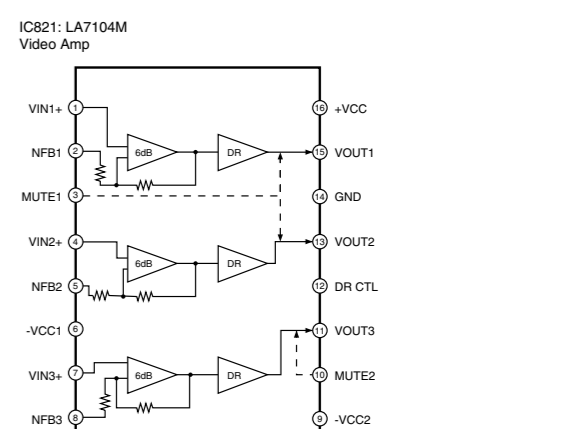 IC821: LA7104M
Video Amp
VIN1+ 1 16 +VCC
NFB1 2 6dB DR 15 VOUT1
MUTE1 3 14 GND
VIN2+ 4 13 VOUT2
6dB DR
NFB2 5 12 DR CTL
-VCC1 6 11 VOUT3
VIN3+ 7 6dB DR 10 MUTE2
NFB3 8 9 -VCC2